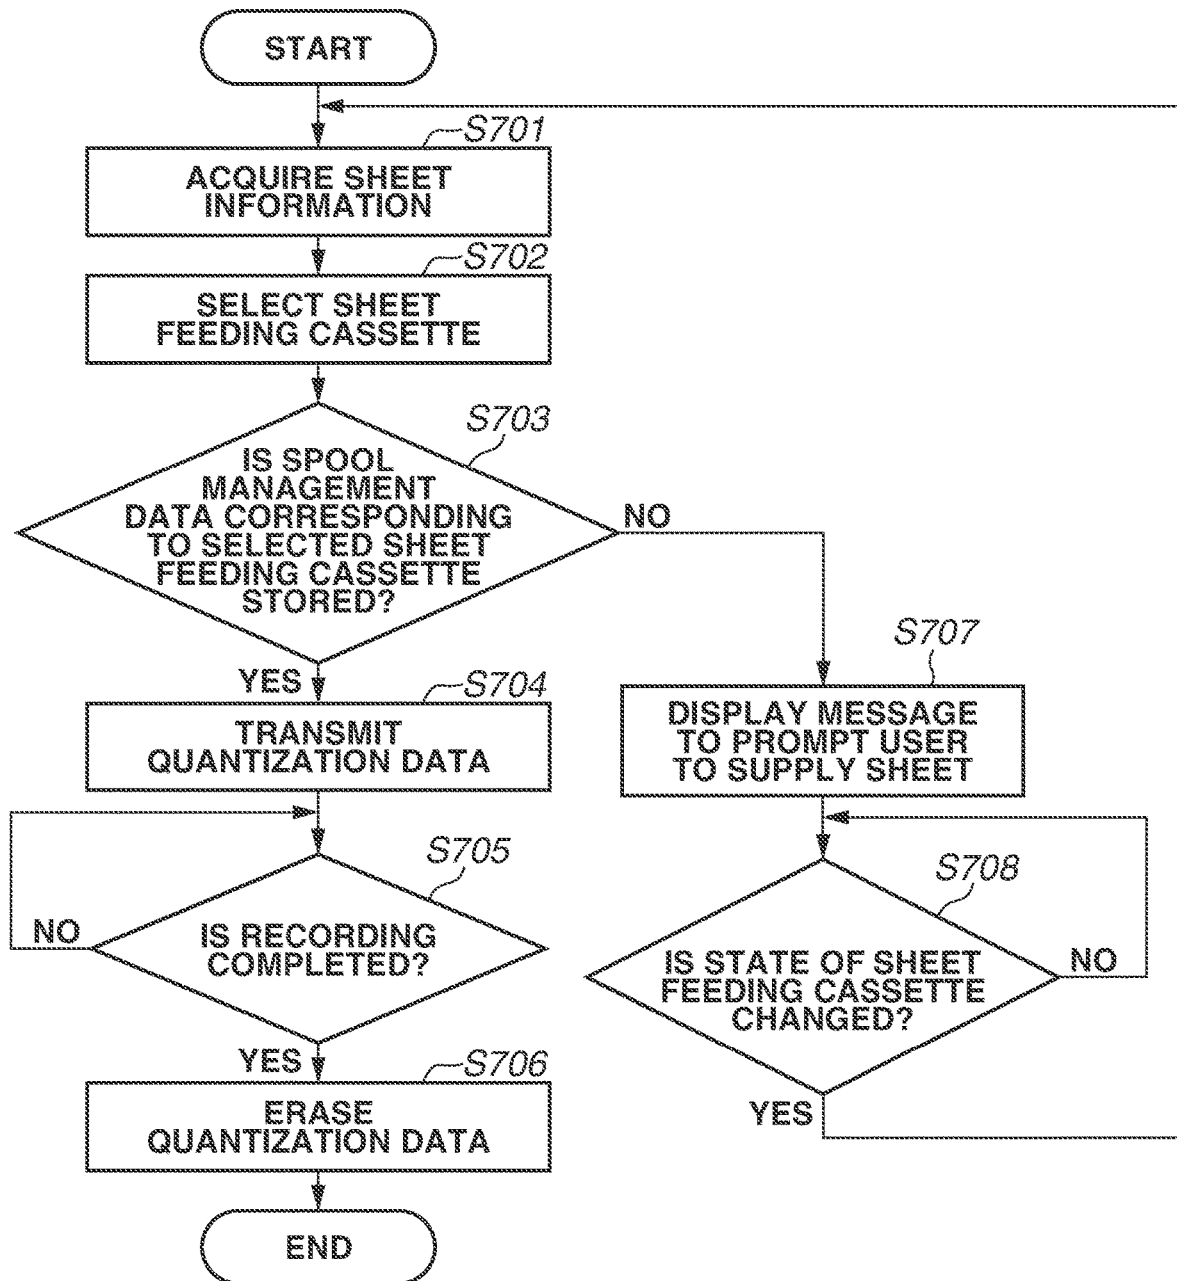 START
S701
ACQUIRE SHEET
INFORMATION
S702
SELECT SHEET
FEEDING CASSETTE
S703
IS SPOOL
MANAGEMENT
DATA CORRESPONDING
TO SELECTED SHEET
FEEDING CASSETTE
STORED?
NO
YES
S704
TRANSMIT
QUANTIZATION DATA
S705
IS RECORDING
COMPLETED?
NO
YES
S706
ERASE
QUANTIZATION DATA
END
S707
DISPLAY MESSAGE
TO PROMPT USER
TO SUPPLY SHEET
S708
IS STATE OF SHEET
FEEDING CASSETTE
CHANGED?
NO
YES